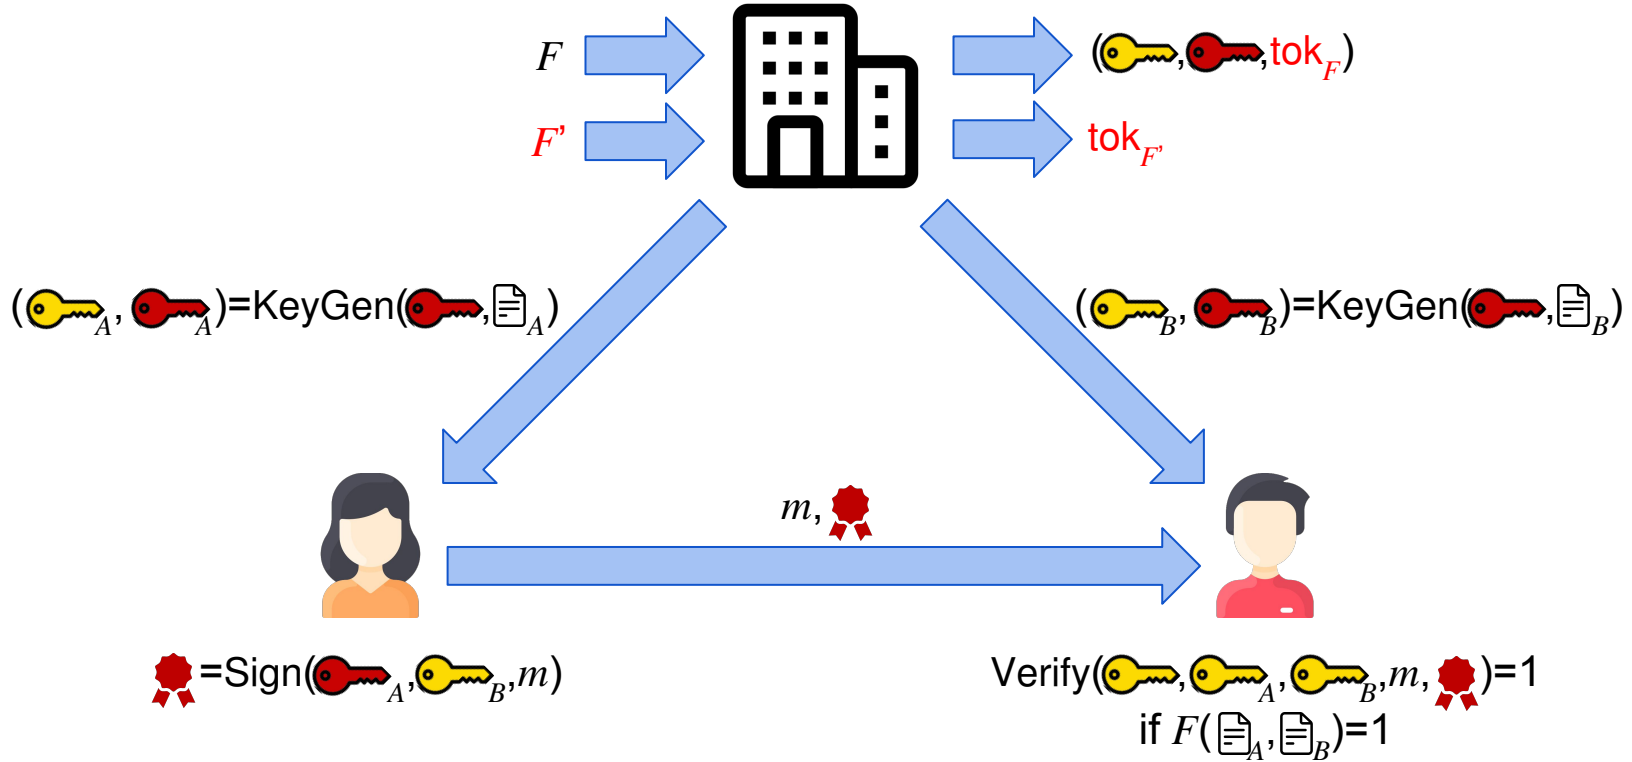 F
( , , tok_F)
F'
tok_F'
( _A, _A)=KeyGen( , _A)
( _B, _B)=KeyGen( , _B)
m,
=Sign( _A, _B,m)
Verify( , _A, _B,m, )=1
if F( _A, _B)=1